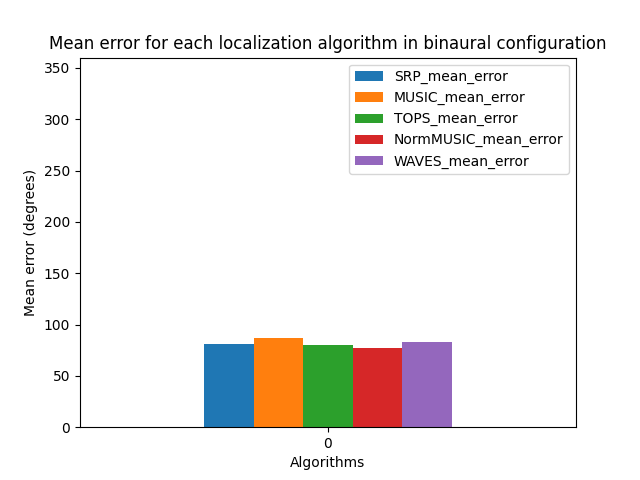 Mean error for each localization algorithm in binaural configuration
350
300
250
200
150
100
50
0
Mean error (degrees)
SRP_mean_error
MUSIC_mean_error
TOPS_mean_error
NormMUSIC_mean_error
WAVES_mean_error
0
Algorithms